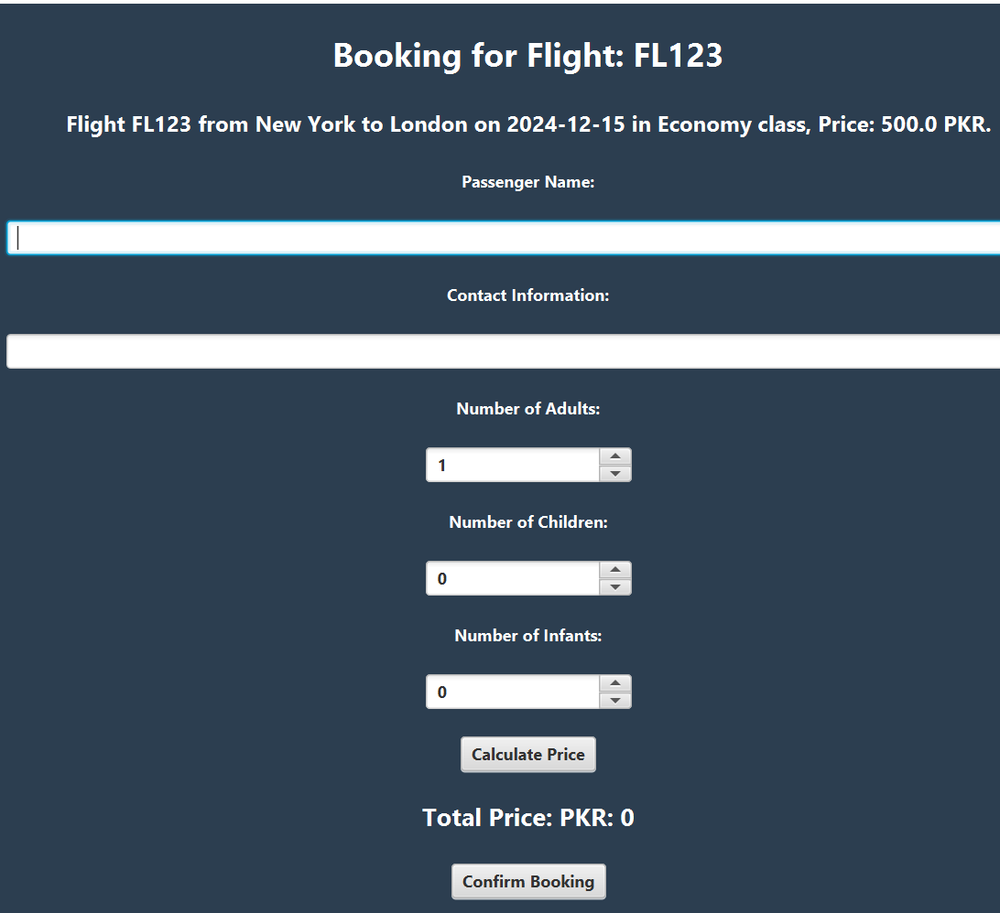 Booking for Flight: FL123
Flight FL123 from New York to London on 2024-12-15 in Economy class, Price: 500.0 PKR.
Passenger Name:
Contact Information:
Number of Adults:
1
Number of Children:
0
Number of Infants:
0
Calculate Price
Total Price: PKR: 0
Confirm Booking